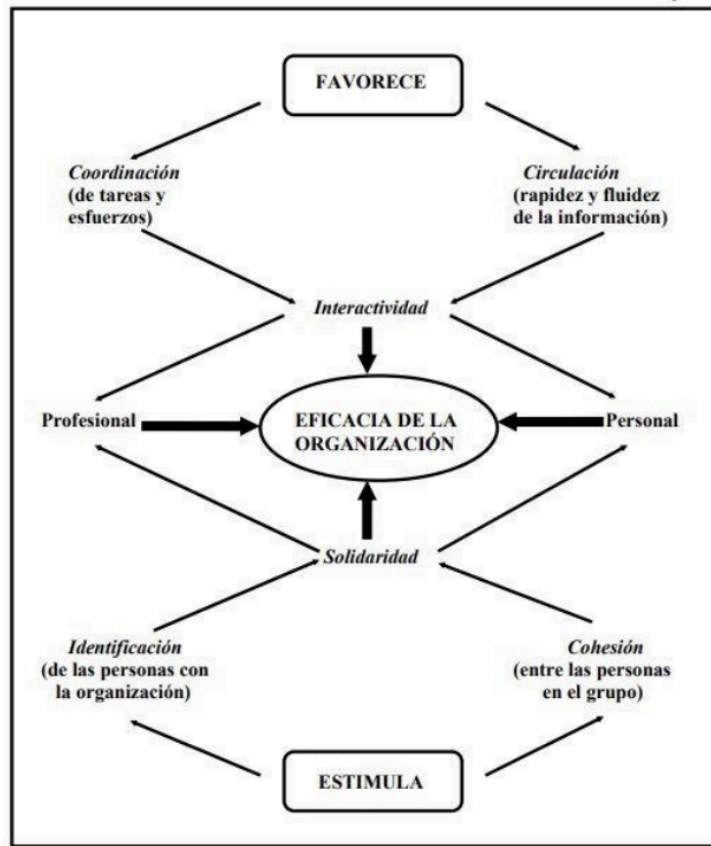 FAVORECE
Coordinación
(de tareas y
esfuerzos)
Circulación
(rapidez y fluidez
de la información)
Interactividad
Profesional
EFICACIA DE LA
ORGANIZACIÓN
Personal
Solidaridad
Identificación
(de las personas con
la organización)
Cohesión
(entre las personas
en el grupo)
ESTIMULA